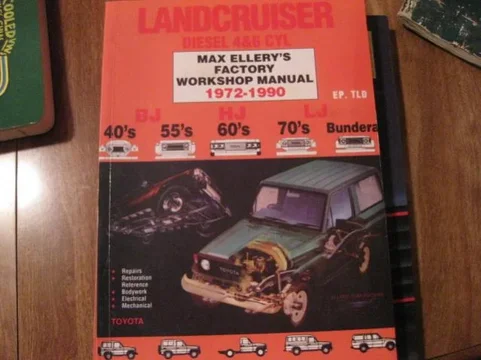 LANDCRUISER
DIESEL 4&6 CYL
MAX ELLERY'S
FACTORY
WORKSHOP MANUAL
1972-1990
EP. TLD
BJ HJ LJ
40's 55's 60's 70's Bundera
• Repairs
• Restoration
Reference
• Bodywork
• Electrical
• Mechanical
TOYOTA